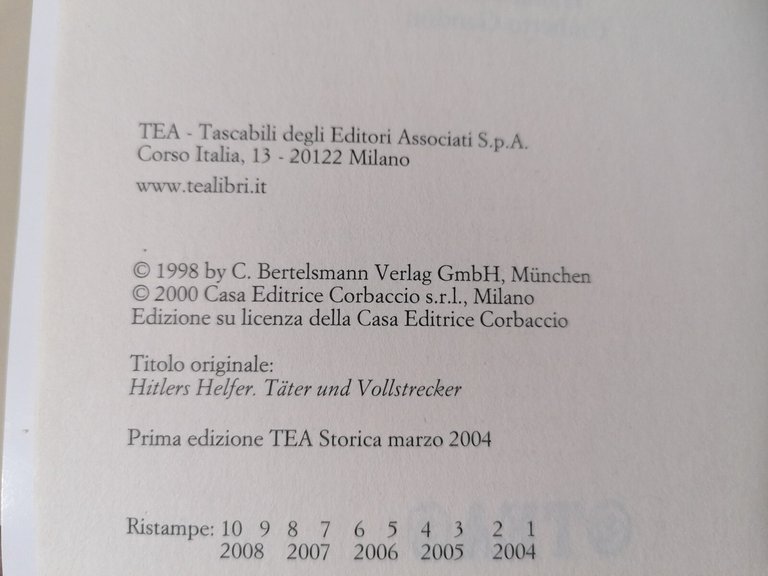 TEA - Tascabili degli Editori Associati S.p.A.
Corso Italia, 13 - 20122 Milano
www.tealibri.it
© 1998 by C. Bertelsmann Verlag GmbH, München
© 2000 Casa Editrice Corbaccio s.r.l., Milano
Edizione su licenza della Casa Editrice Corbaccio
Titolo originale:
Hitlers Helfer. Täter und Vollstrecker
Prima edizione TEA Storica marzo 2004
Ristampe: 10 9 8 7 6 5 4 3 2 1
2008 2007 2006 2005 2004